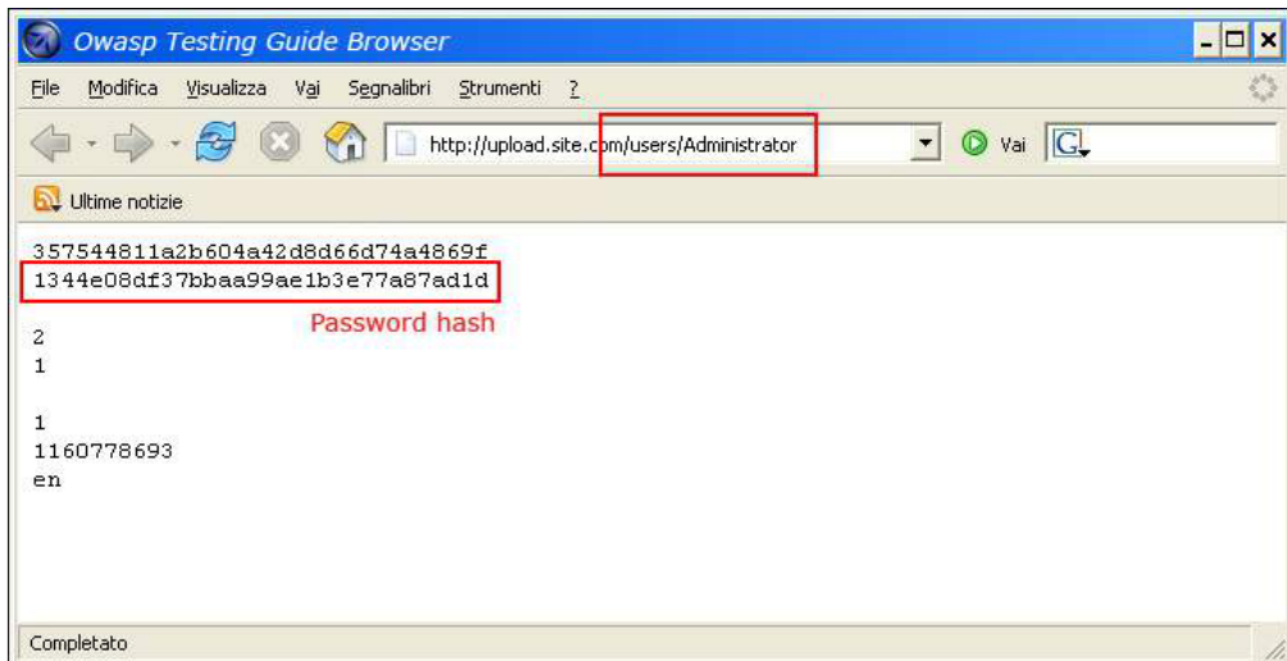 Owasp Testing Guide Browser
File Modifica Visualizza Vai Segnalibri Strumenti ?
http://upload.site.com/users/Administrator Vai G
Ultime notizie
357544811a2b604a42d8d66d74a4869f
1344e08df37bbaa99ae1b3e77a87ad1d
Password hash
2
1
1
1160778693
en
Completato